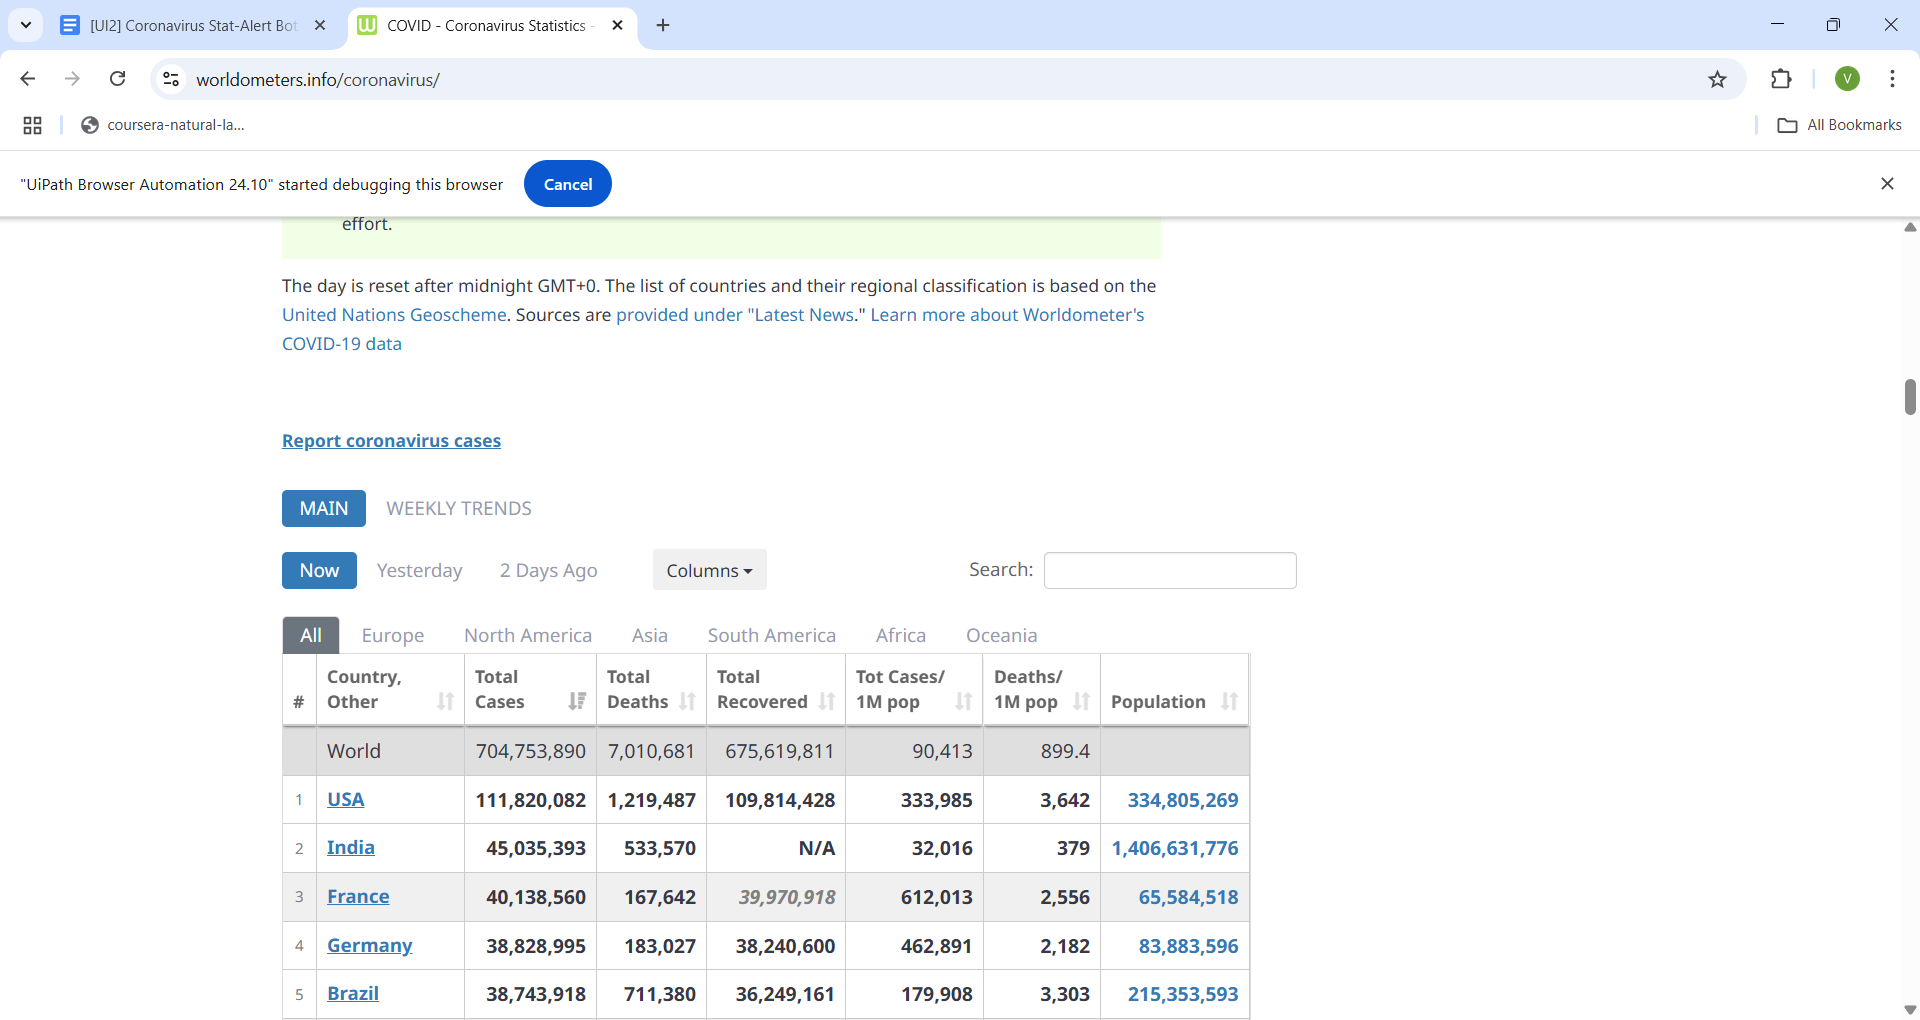 [UI2] Coronavirus Stat-Alert Bot
COVID - Coronavirus Statistics -
worldometers.info/coronavirus/
V
coursera-natural-la...
All Bookmarks
"UiPath Browser Automation 24.10" started debugging this browser
Cancel
effort.
The day is reset after midnight GMT+0. The list of countries and their regional classification is based on the
United Nations Geoscheme. Sources are provided under "Latest News." Learn more about Worldometer's
COVID-19 data
Report coronavirus cases
MAIN WEEKLY TRENDS
Now Yesterday 2 Days Ago Columns Search:
All Europe North America Asia South America Africa Oceania
# Country, Other Total Cases Total Deaths Total Recovered Tot Cases/ 1M pop Deaths/ 1M pop Population
World 704,753,890 7,010,681 675,619,811 90,413 899.4
1 USA 111,820,082 1,219,487 109,814,428 333,985 3,642 334,805,269
2 India 45,035,393 533,570 N/A 32,016 379 1,406,631,776
3 France 40,138,560 167,642 39,970,918 612,013 2,556 65,584,518
4 Germany 38,828,995 183,027 38,240,600 462,891 2,182 83,883,596
5 Brazil 38,743,918 711,380 36,249,161 179,908 3,303 215,353,593